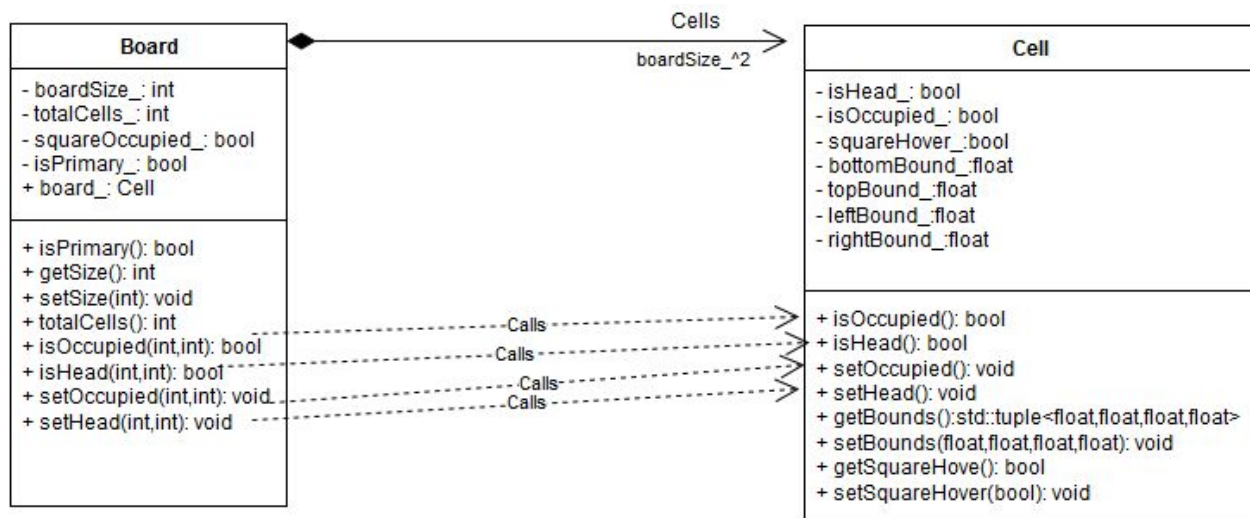 Board
- boardSize_: int
- totalCells_: int
- squareOccupied_: bool
- isPrimary_: bool
+ board_: Cell
+ isPrimary(): bool
+ getSize(): int
+ setSize(int): void
+ totalCells(): int
+ isOccupied(int,int): bool
+ isHead(int,int): bool
+ setOccupied(int,int): void
+ setHead(int,int): void
Cells
boardSize_^2
Calls
Calls
Calls
Calls
Cell
- isHead_: bool
- isOccupied_: bool
- squareHover_:bool
- bottomBound_:float
- topBound_:float
- leftBound_:float
- rightBound_:float
+ isOccupied(): bool
+ isHead(): bool
+ setOccupied(): void
+ setHead(): void
+ getBounds():std::tuple<float,float,float,float>
+ setBounds(float,float,float,float): void
+ getSquareHove(): bool
+ setSquareHover(bool): void